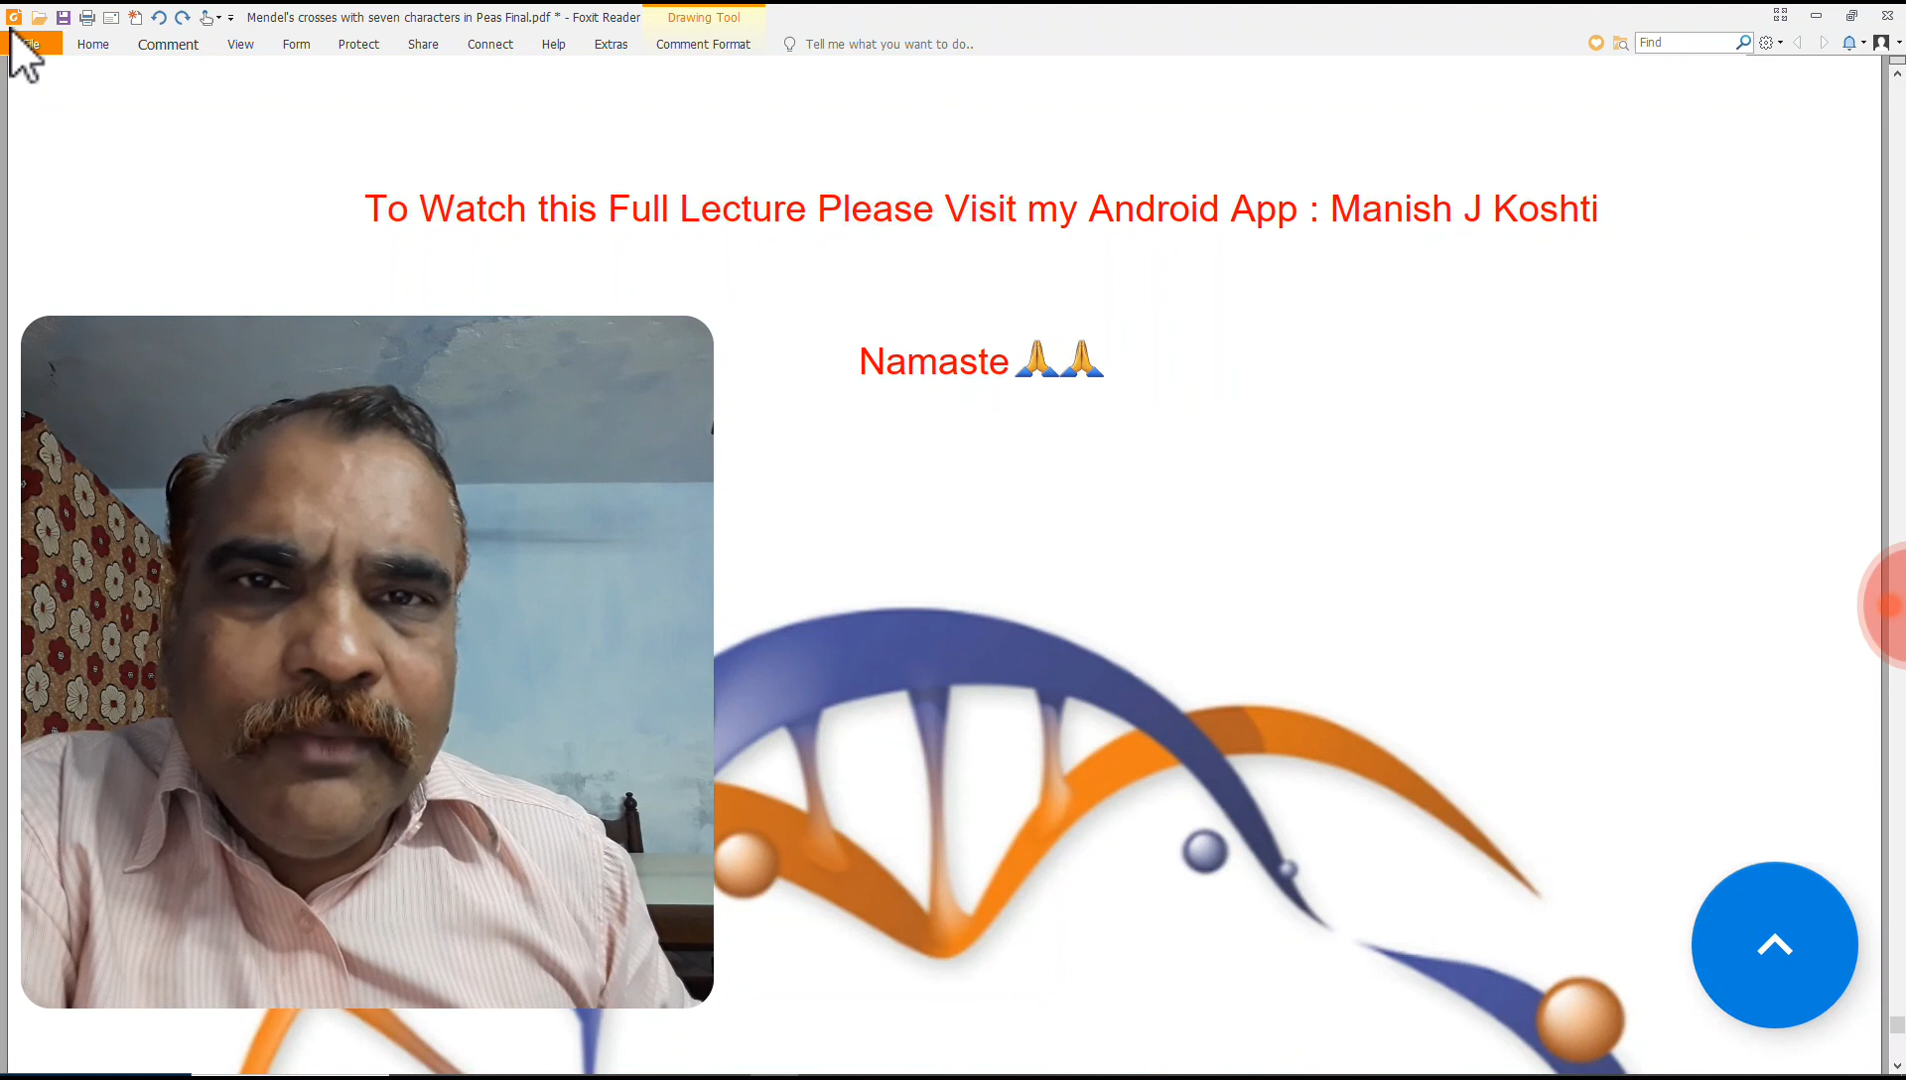 Mendel's crosses with seven characters in Peas Final.pdf * - Foxit Reader
Drawing Tool
Home Comment View Form Protect Share Connect Help Extras Comment Format Tell me what you want to do.. Find
To Watch this Full Lecture Please Visit my Android App : Manish J Koshti
Namaste🙏🙏